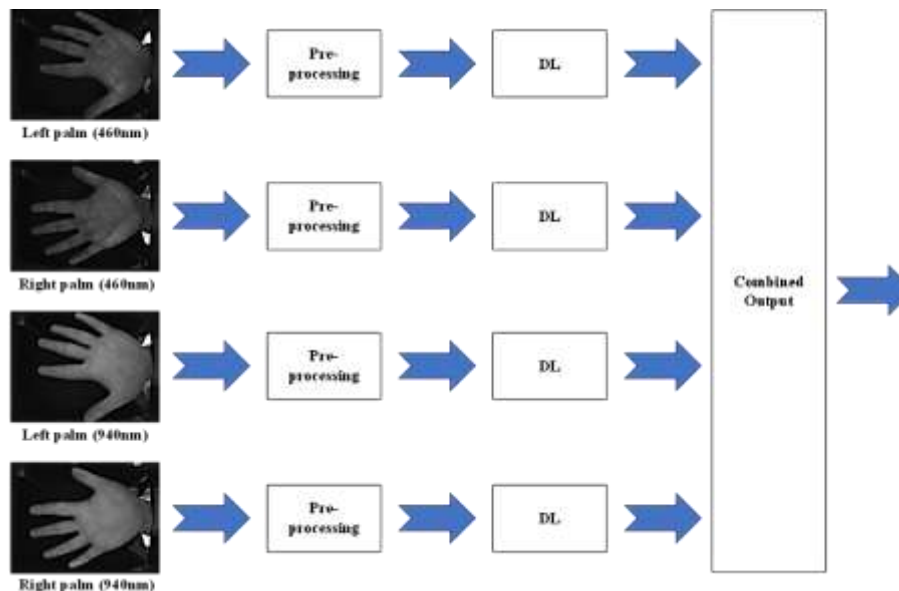 Pre-
processing
DL
Left palm (460nm)
Pre-
processing
DL
Right palm (460nm)
Combined
Output
Pre-
processing
DL
Left palm (940nm)
Pre-
processing
DL
Right palm (940nm)